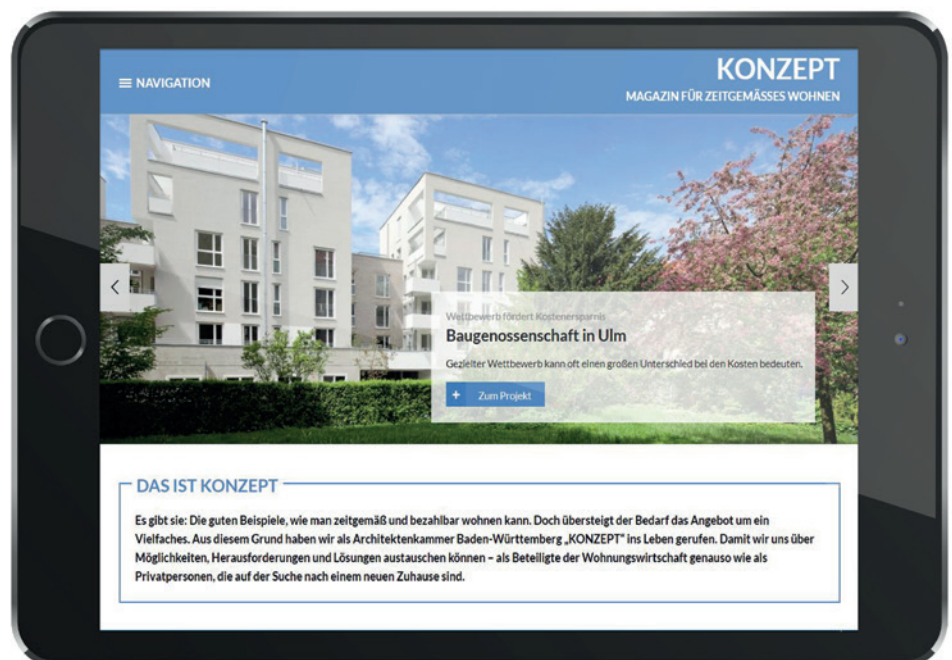 NAVIGATION
KONZEPT
MAGAZIN FÜR ZEITGEMÄSSES WOHNEN
Wettbewerb fördert Kostenersparnis
Baugenossenschaft in Ulm
Gezielter Wettbewerb kann oft einen großen Unterschied bei den Kosten bedeuten.
+ Zum Projekt
DAS IST KONZEPT
Es gibt sie: Die guten Beispiele, wie man zeitgemäß und bezahlbar wohnen kann. Doch übersteigt der Bedarf das Angebot um ein
Vielfaches. Aus diesem Grund haben wir als Architektenkammer Baden-Württemberg „KONZEPT“ ins Leben gerufen. Damit wir uns über
Möglichkeiten, Herausforderungen und Lösungen austauschen können – als Beteiligte der Wohnungswirtschaft genauso wie als
Privatpersonen, die auf der Suche nach einem neuen Zuhause sind.